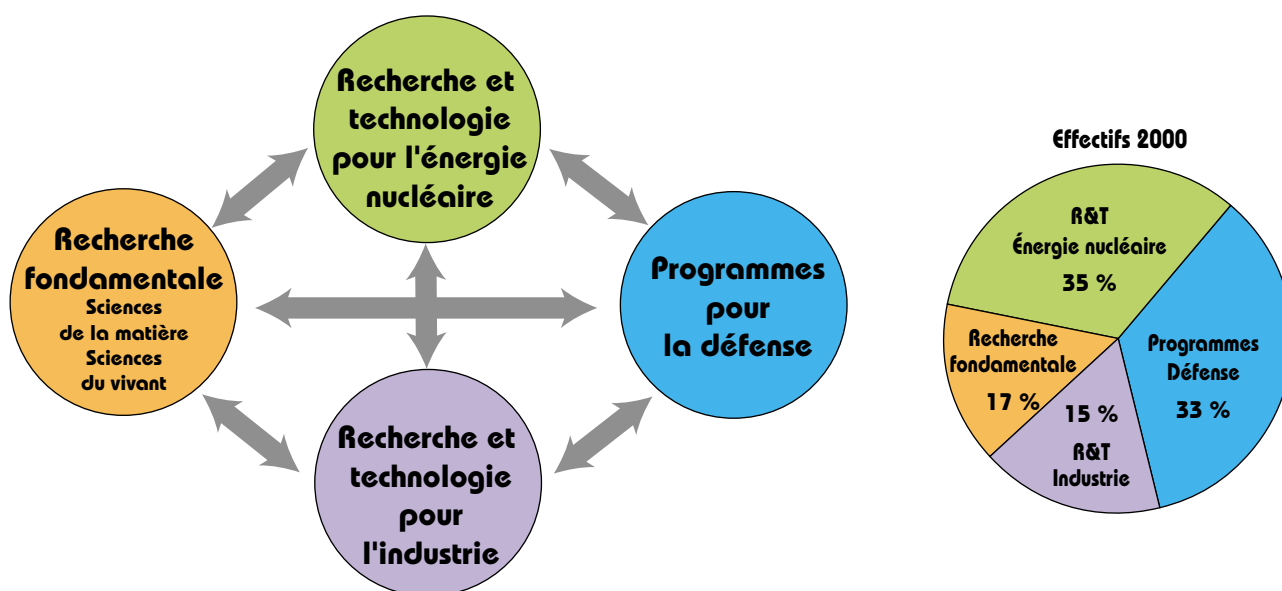 Recherche et
technologie
pour l'énergie
nucléaire
Recherche
fondamentale
Sciences
de la matière
Sciences
du vivant
Programmes
pour
la défense
Recherche et
technologie
pour
l'industrie
Effectifs 2000
R&T
Énergie nucléaire
35 %
Recherche
fondamentale
17 %
Programmes
Défense
33 %
15 %
R&T
Industrie